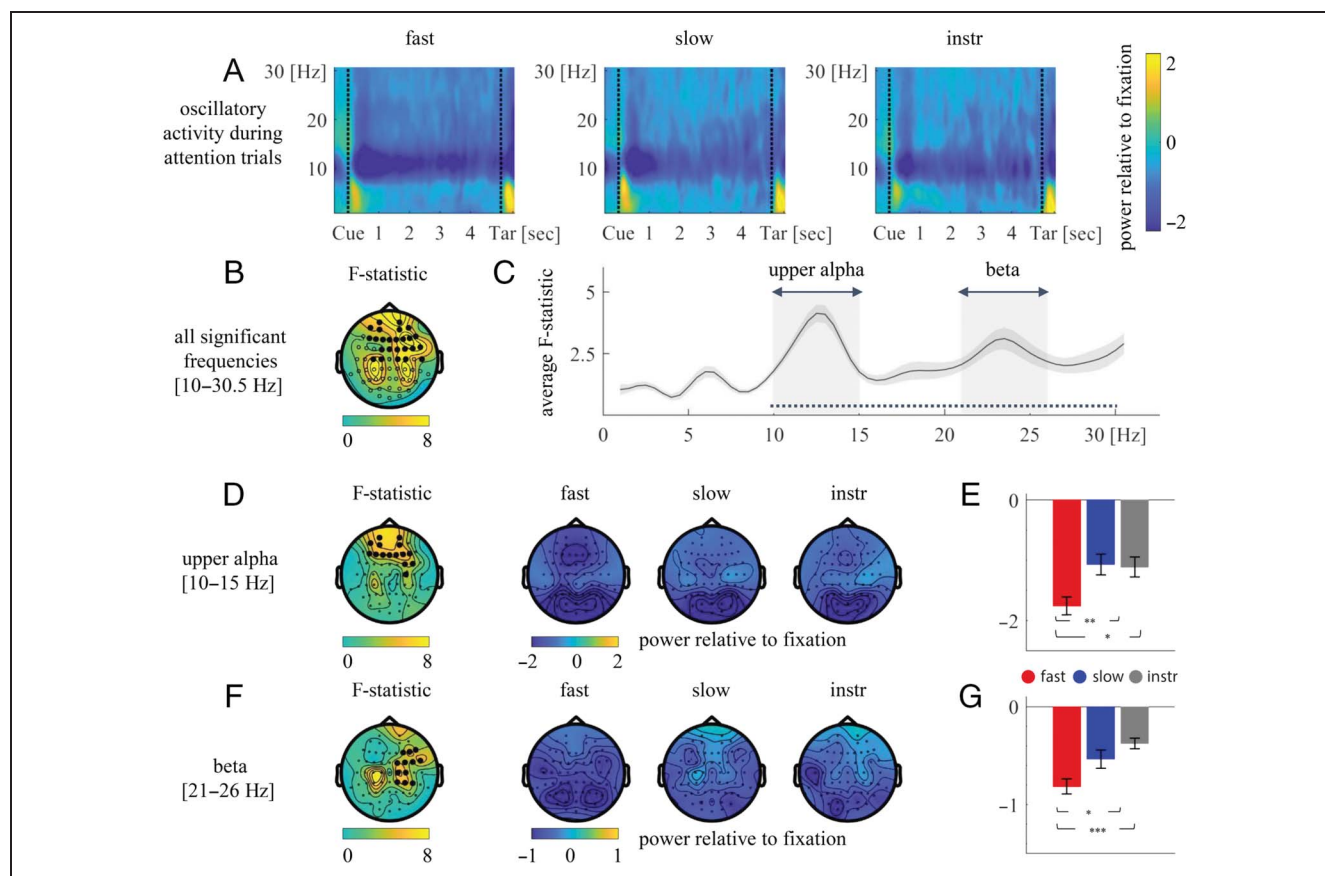 fast slow instr
A
oscillatory
activity during
attention trials
30 [Hz] 30 [Hz] 30 [Hz]
20 20 20
10 10 10
Cue 1 2 3 4 Tar [sec] Cue 1 2 3 4 Tar [sec] Cue 1 2 3 4 Tar [sec]
power relative to fixation
2
0
−2
B
F-statistic
all significant
frequencies
[10–30.5 Hz]
0 8
C
upper alpha beta
average F-statistic
5
2.5
0 5 10 15 20 25 30 [Hz]
D
F-statistic fast slow instr
upper alpha
[10–15 Hz]
0 8
power relative to fixation
−2 0 2
E
0
−2
**
*
fast slow instr
F
F-statistic fast slow instr
beta
[21–26 Hz]
0 8
power relative to fixation
−1 0 1
G
0
−1
*
***